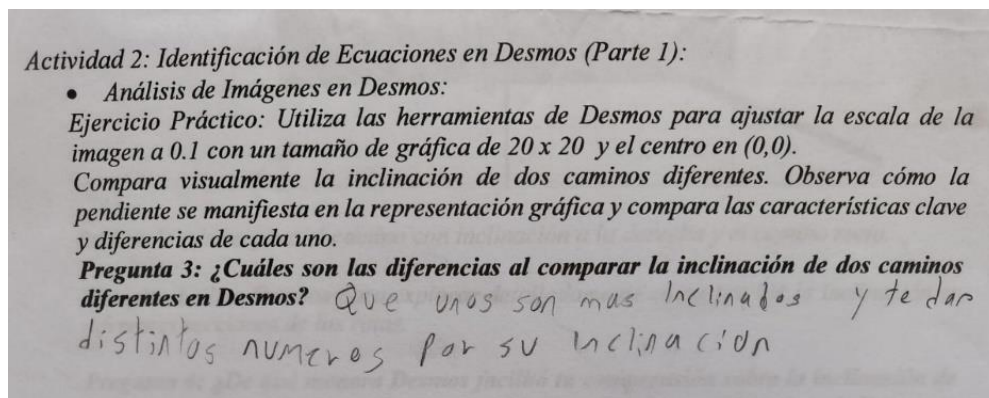 Actividad 2: Identificación de Ecuaciones en Desmos (Parte 1):
• Análisis de Imágenes en Desmos:
Ejercicio Práctico: Utiliza las herramientas de Desmos para ajustar la escala de la
imagen a 0.1 con un tamaño de gráfica de 20 x 20 y el centro en (0,0).
Compara visualmente la inclinación de dos caminos diferentes. Observa cómo la
pendiente se manifiesta en la representación gráfica y compara las características clave
y diferencias de cada uno.
Pregunta 3: ¿Cuáles son las diferencias al comparar la inclinación de dos caminos
diferentes en Desmos? Que unos son mas Inclinados y te dan
distintos numeros por su inclinación